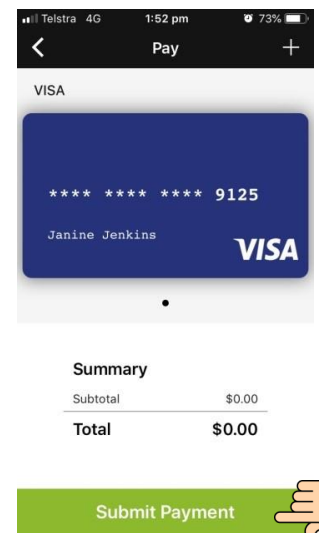 Telstra 4G 1:52 pm 73%
Pay
VISA
**** **** **** 9125
Janine Jenkins
VISA
Summary
Subtotal $0.00
Total $0.00
Submit Payment